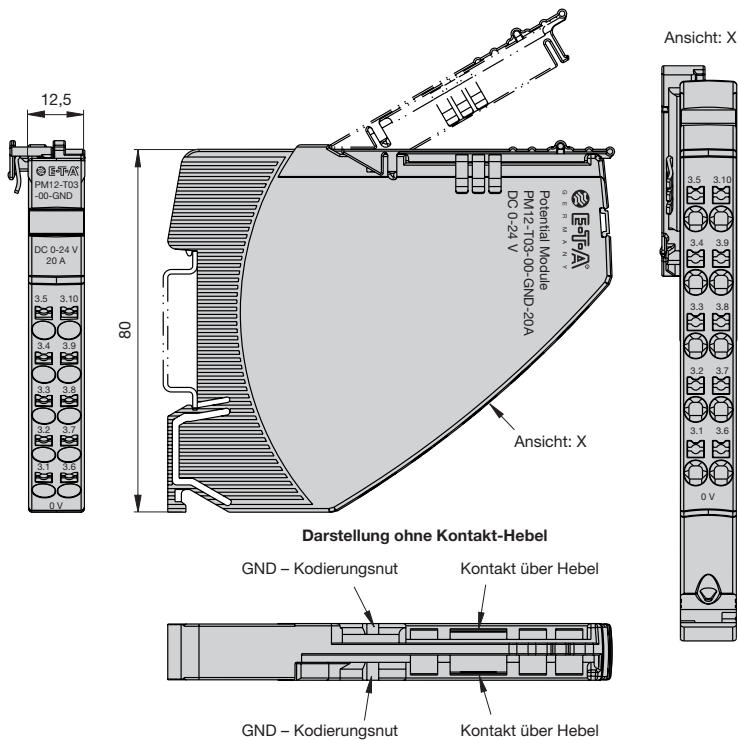 Ansicht: X
12,5
E-T-A
PM12-T03
-00-GND
DC 0-24 V
20 A
3.5 3.10
3.4 3.9
3.3 3.8
3.2 3.7
3.1 3.6
0 V
80
Potential Module
PM12-T03-00-GND-20A
DC 0-24 V
E-T-A®
GERMANY
Ansicht: X
3.5 3.10
3.4 3.9
3.3 3.8
3.2 3.7
3.1 3.6
0 V
Darstellung ohne Kontakt-Hebel
GND – Kodierungsnut
Kontakt über Hebel
GND – Kodierungsnut
Kontakt über Hebel